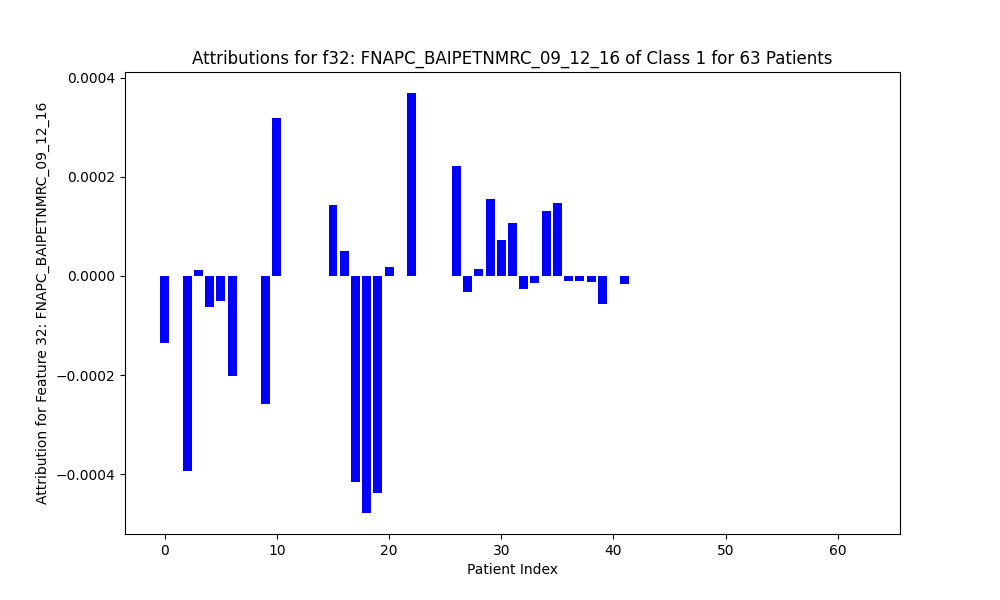 Attributions for f32: FNAPC_BAIPETNMRC_09_12_16 of Class 1 for 63 Patients
Attribution for Feature 32: FNAPC_BAIPETNMRC_09_12_16
0.0004
0.0002
0.0000
−0.0002
−0.0004
0 10 20 30 40 50 60
Patient Index